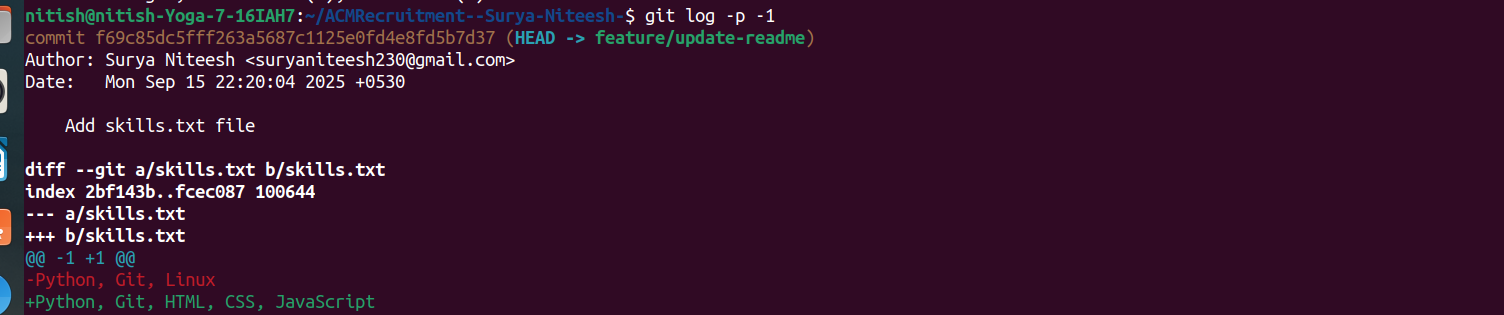 nitish@nitish-Yoga-7-16IAH7:~/ACMRecruitment--Surya-Niteesh-$ git log -p -1
commit f69c85dc5fff263a5687c1125e0fd4e8fd5b7d37 (HEAD -> feature/update-readme)
Author: Surya Niteesh <suryaniteesh230@gmail.com>
Date:   Mon Sep 15 22:20:04 2025 +0530

    Add skills.txt file

diff --git a/skills.txt b/skills.txt
index 2bf143b..fcec087 100644
--- a/skills.txt
+++ b/skills.txt
@@ -1 +1 @@
-Python, Git, Linux
+Python, Git, HTML, CSS, JavaScript